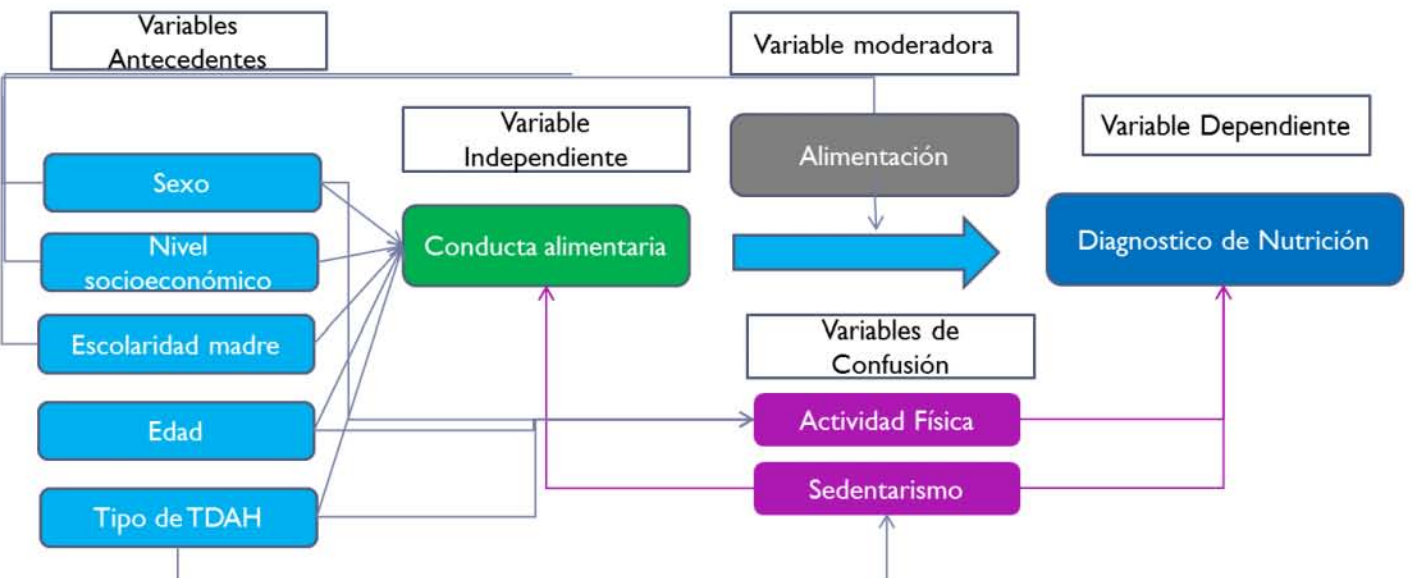 Variables
Antecedentes
Variable moderadora
Variable
Independiente
Variable Dependiente
Alimentación
Sexo
Conducta alimentaria
Diagnostico de Nutrición
Nivel
socioeconómico
Escolaridad madre
Variables de
Confusión
Edad
Actividad Física
Sedentarismo
Tipo de TDAH